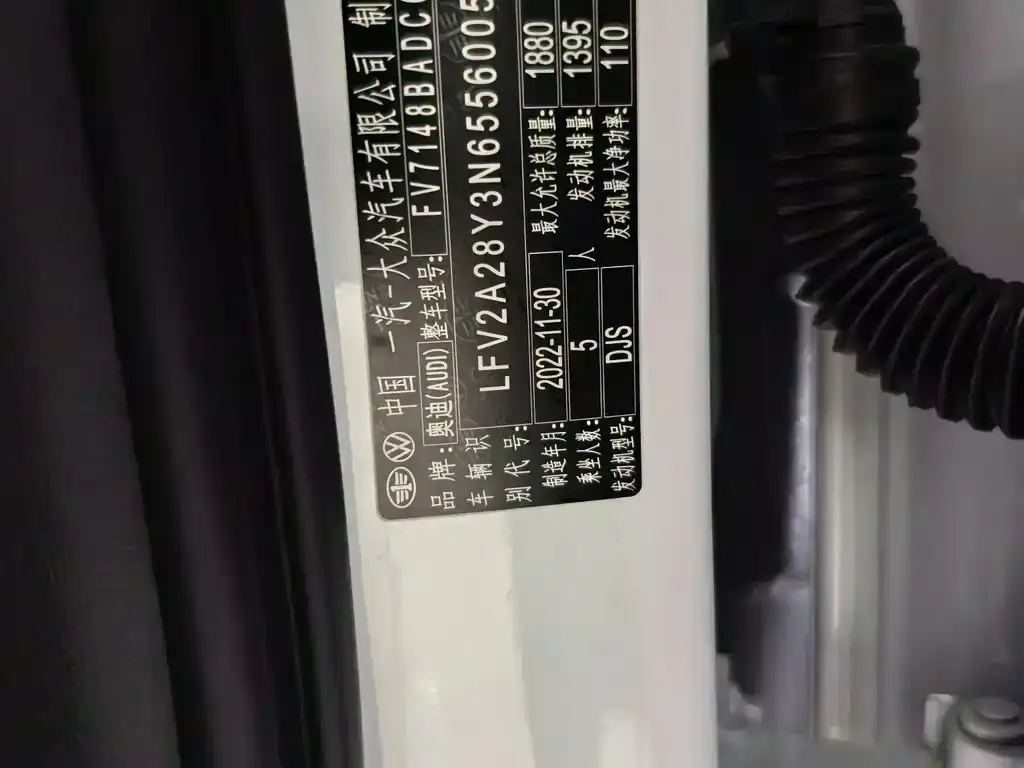 中国 一汽-大众汽车有限公司 制
品牌:奥迪(AUDI) 整车型号: FV7148BADC
车辆识别代号: LFV2A28Y3N6556005
制造年月: 2022-11-30 最大允许总质量: 1880
乘坐人数: 5 人 发动机排量: 1395
发动机型号: DJS 发动机最大净功率: 110